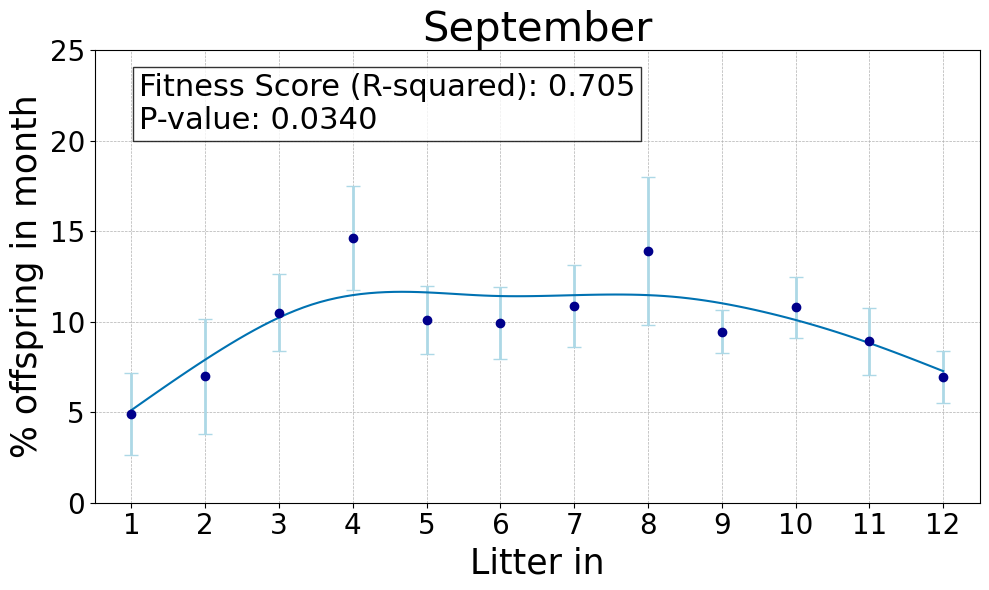 September
Fitness Score (R-squared): 0.705
P-value: 0.0340
% offspring in month
25
20
15
10
5
0
1 2 3 4 5 6 7 8 9 10 11 12
Litter in